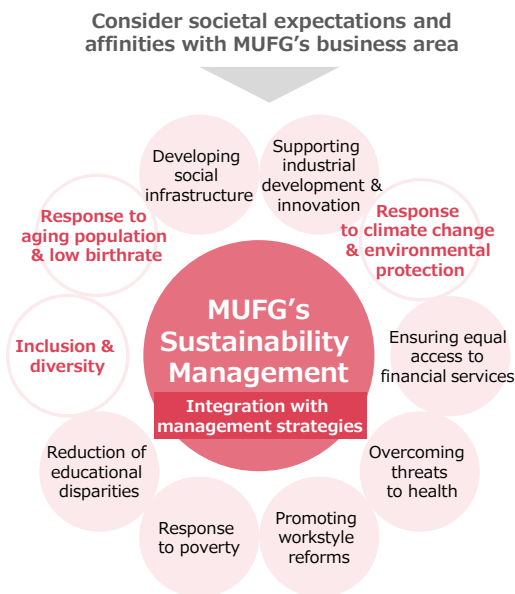 Consider societal expectations and
affinities with MUFG's business area
Developing
social
infrastructure
Supporting
industrial
development &
innovation
Response to
aging population
& low birthrate
Response
to climate change
& environmental
protection
MUFG's
Sustainability
Management
Integration with
management strategies
Inclusion &
diversity
Ensuring equal
access to
financial services
Reduction of
educational
disparities
Overcoming
threats
to health
Response
to poverty
Promoting
workstyle
reforms